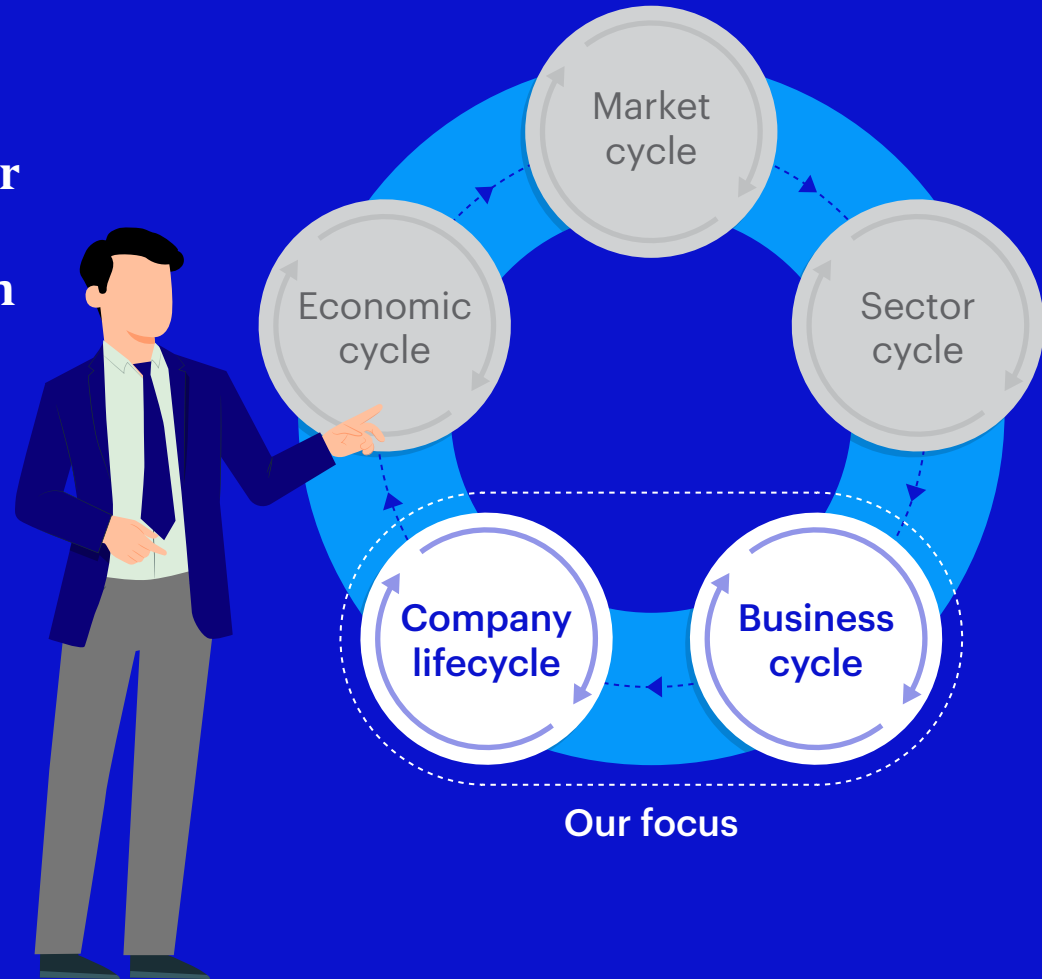 Market
cycle
r
n
Economic
cycle
Sector
cycle
Company
lifecycle
Business
cycle
Our focus